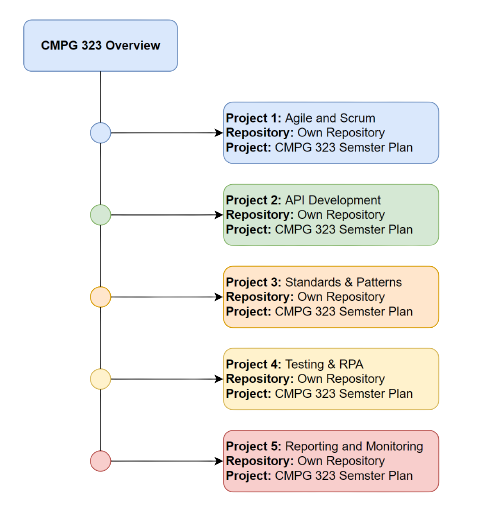 CMPG 323 Overview
Project 1: Agile and Scrum
Repository: Own Repository
Project: CMPG 323 Semster Plan
Project 2: API Development
Repository: Own Repository
Project: CMPG 323 Semster Plan
Project 3: Standards & Patterns
Repository: Own Repository
Project: CMPG 323 Semster Plan
Project 4: Testing & RPA
Repository: Own Repository
Project: CMPG 323 Semster Plan
Project 5: Reporting and Monitoring
Repository: Own Repository
Project: CMPG 323 Semster Plan